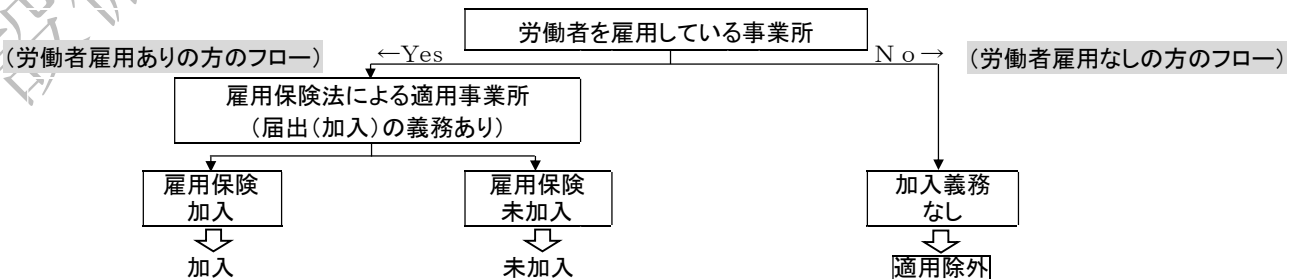 労働者を雇用している事業所
(労働者雇用ありの方のフロー)
←Yes
No→
(労働者雇用なしの方のフロー)
雇用保険法による適用事業所
(届出(加入)の義務あり)
雇用保険
加入
雇用保険
未加入
加入義務
なし
加入
未加入
適用除外